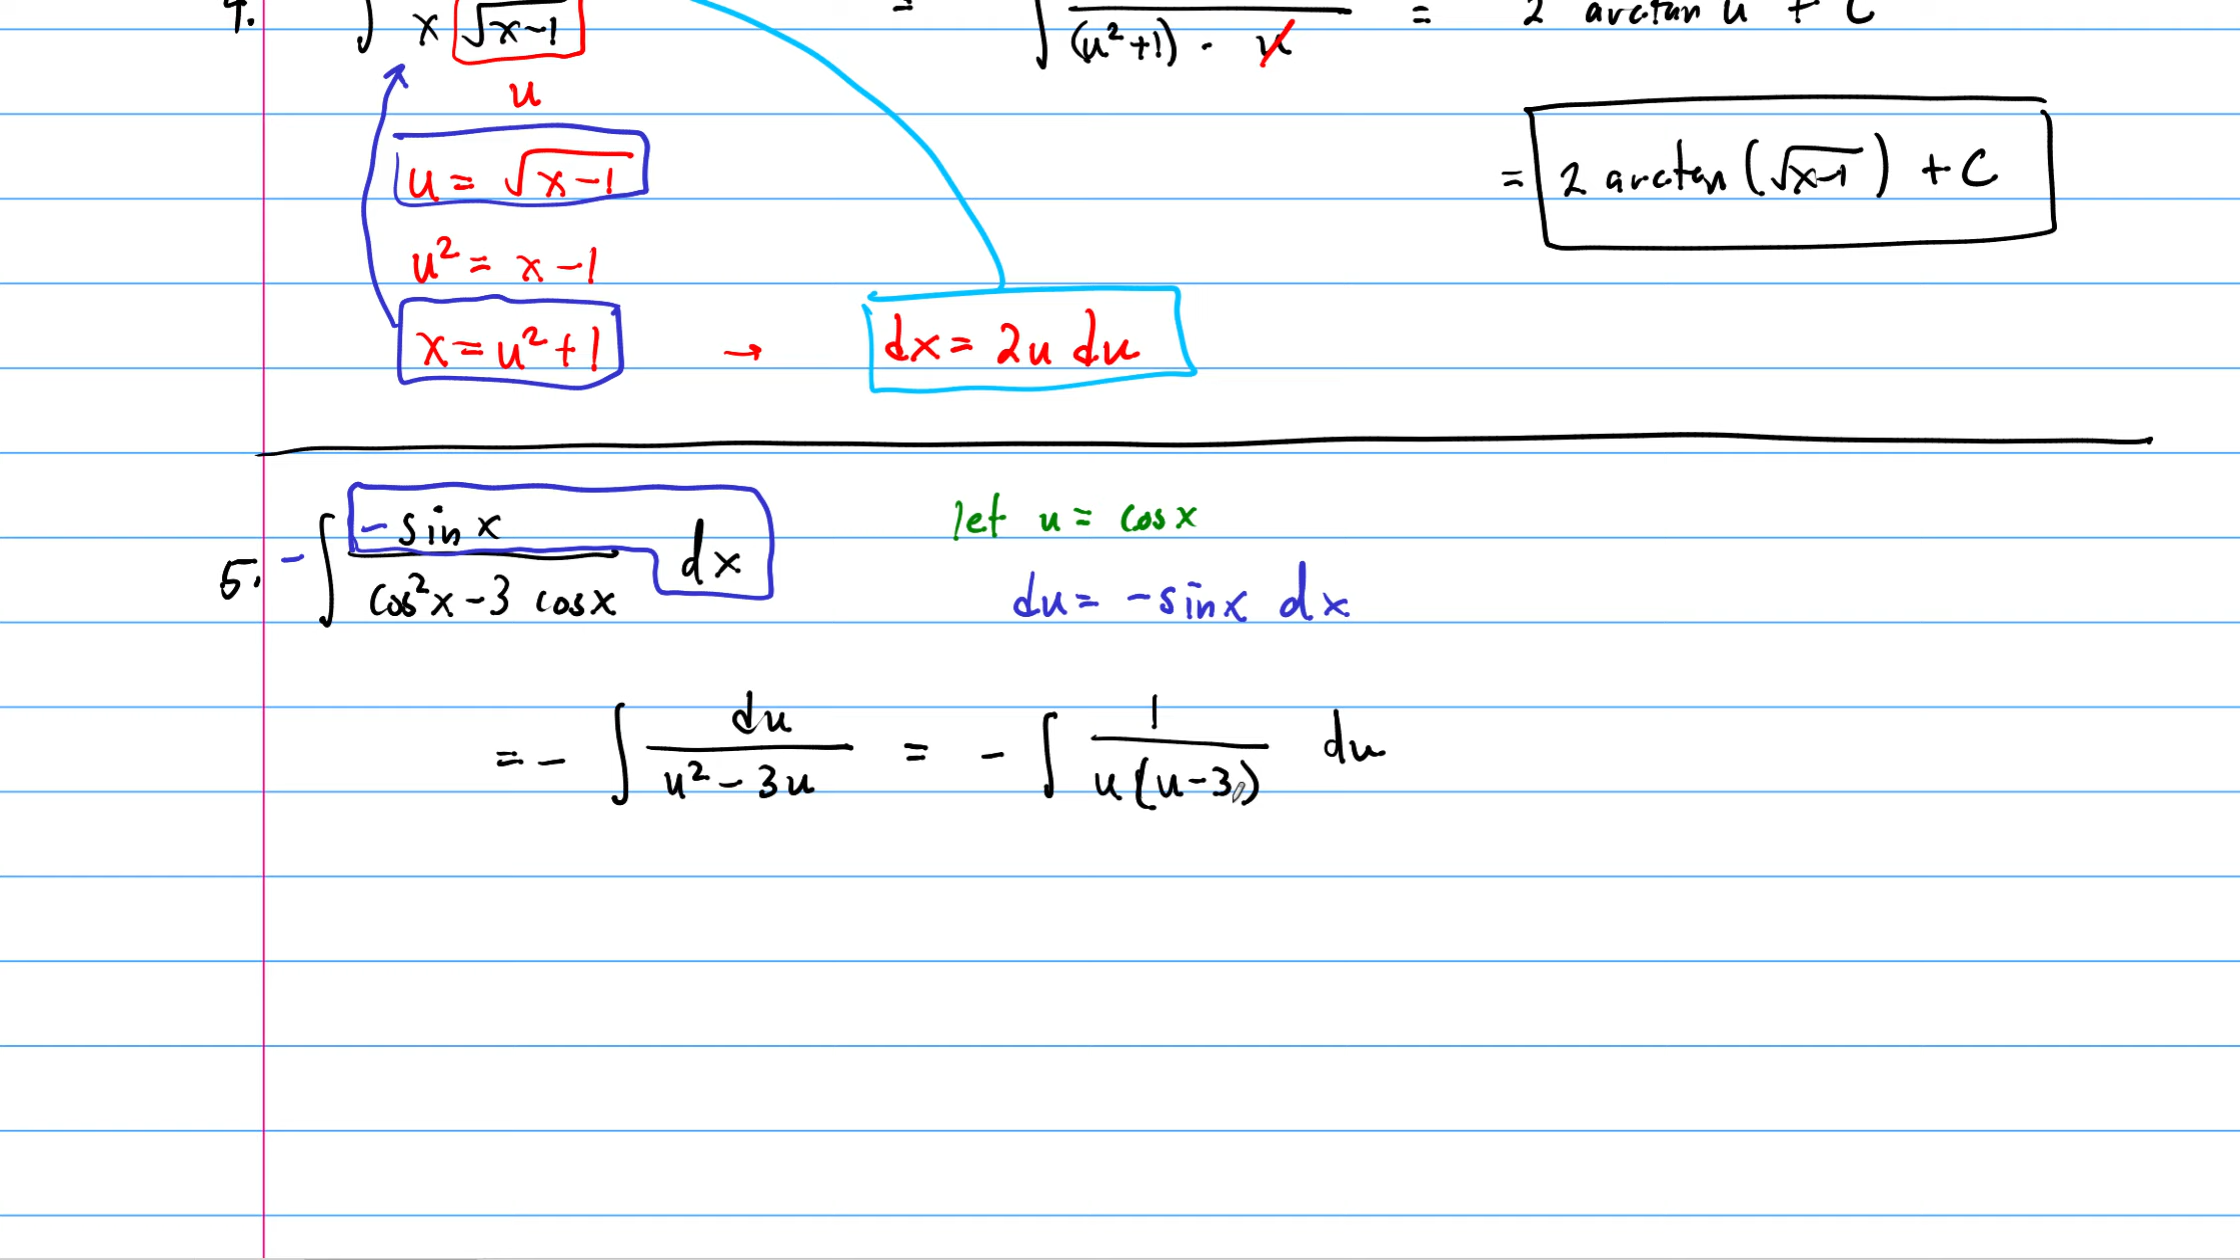 4. ∫ x √x-1 = ∫ (u²+1) · u = 2 arctan u + C
u
u = √x-1
= 2 arctan (√x-1) + C
u² = x-1
x = u²+1 → dx = 2u du
5. - ∫ -sin x / cos²x - 3 cos x dx let u = cos x
du = -sin x dx
= - ∫ du / u² - 3u = - ∫ 1 / u(u-3) du